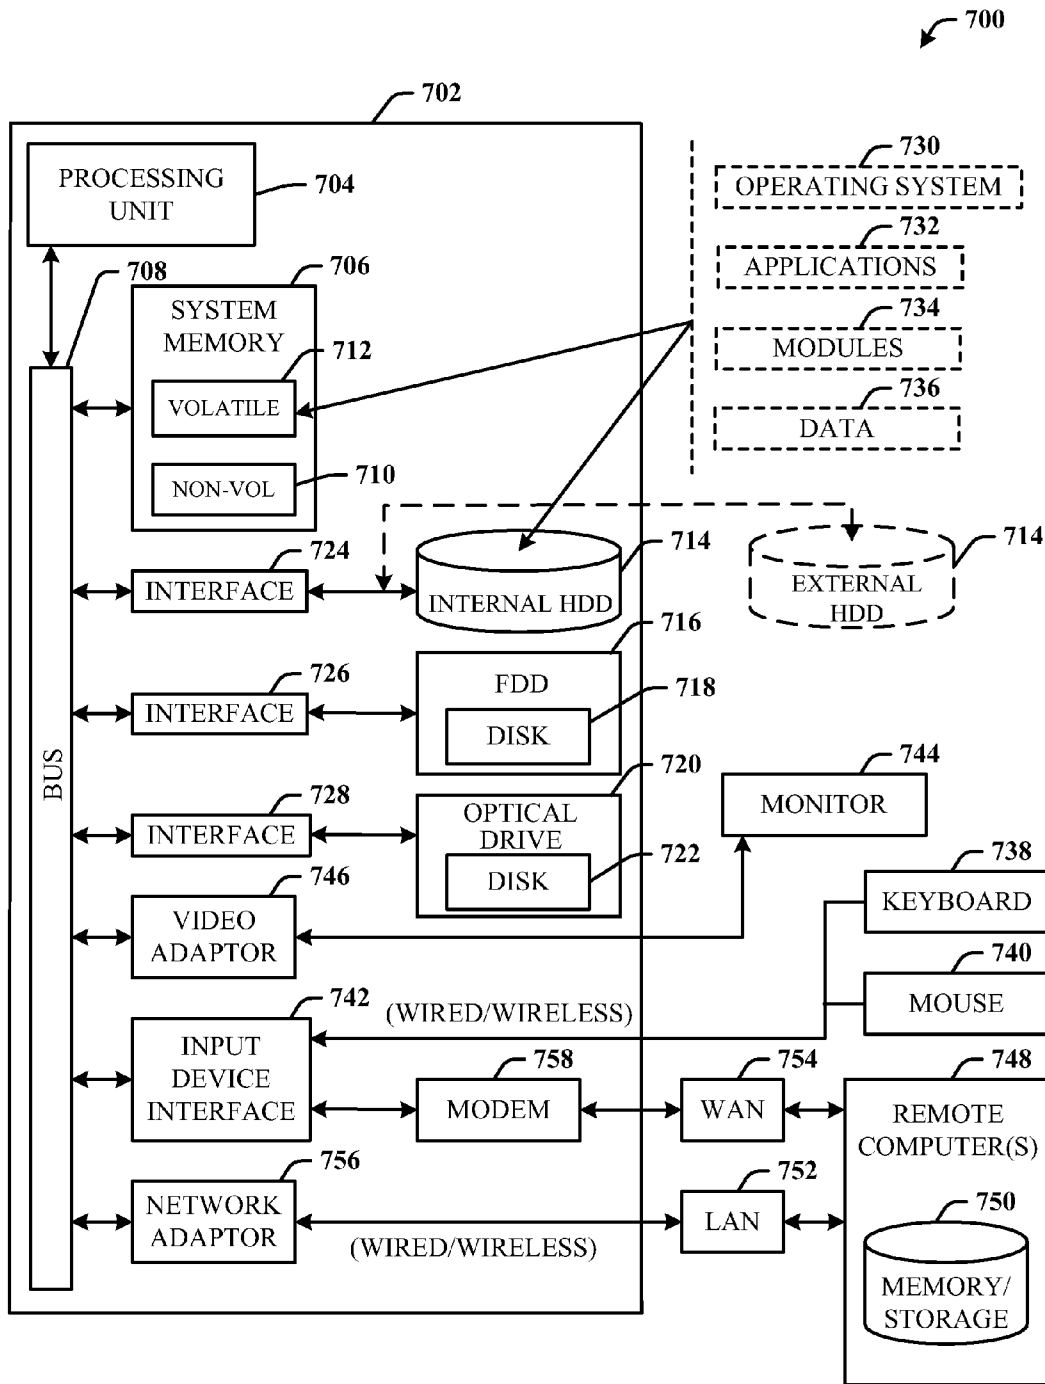 700
702
PROCESSING
UNIT
704
730
OPERATING SYSTEM
732
APPLICATIONS
734
MODULES
736
DATA
708
706
SYSTEM
MEMORY
712
VOLATILE
710
NON-VOL
BUS
724
INTERFACE
714
INTERNAL HDD
714
EXTERNAL
HDD
726
INTERFACE
716
FDD
718
DISK
728
INTERFACE
720
OPTICAL
DRIVE
722
DISK
744
MONITOR
746
VIDEO
ADAPTOR
738
KEYBOARD
740
MOUSE
742
INPUT
DEVICE
INTERFACE
(WIRED/WIRELESS)
758
MODEM
754
WAN
748
REMOTE
COMPUTER(S)
756
NETWORK
ADAPTOR
(WIRED/WIRELESS)
752
LAN
750
MEMORY/
STORAGE